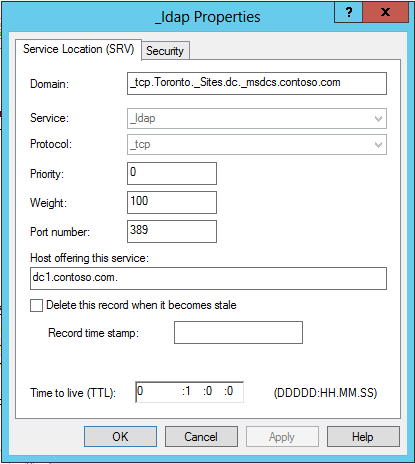 _ldap Properties
? X
Service Location (SRV) Security
Domain: _tcp.Toronto._Sites.dc._msdcs.contoso.com
Service: _ldap
Protocol: _tcp
Priority: 0
Weight: 100
Port number: 389
Host offering this service:
dc1.contoso.com.
Delete this record when it becomes stale
Record time stamp:
Time to live (TTL): 0 :1 :0 :0 (DDDDD:HH.MM.SS)
OK Cancel Apply Help